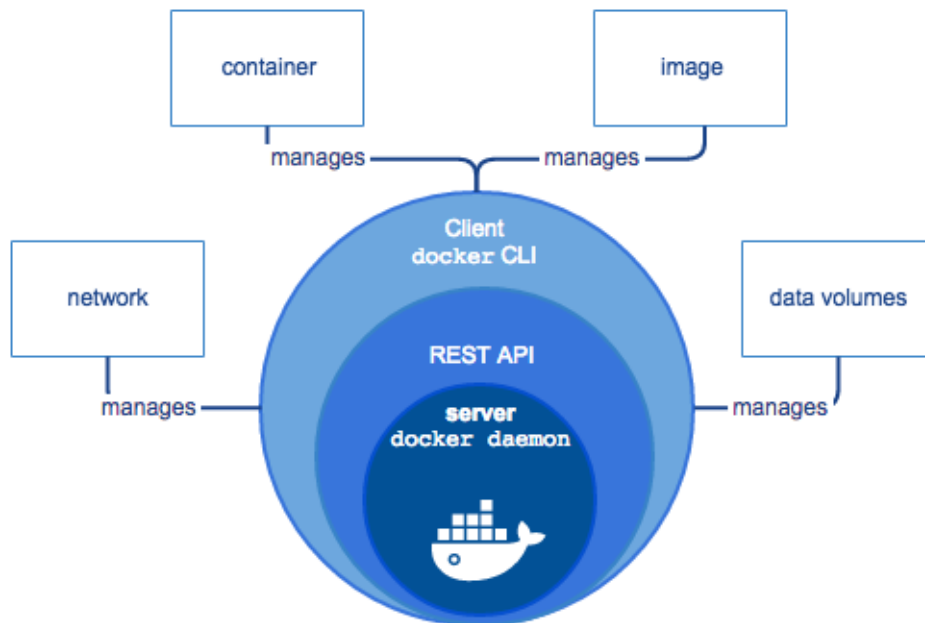 container
image
manages
manages
Client
docker CLI
network
data volumes
REST API
manages
manages
server
docker daemon